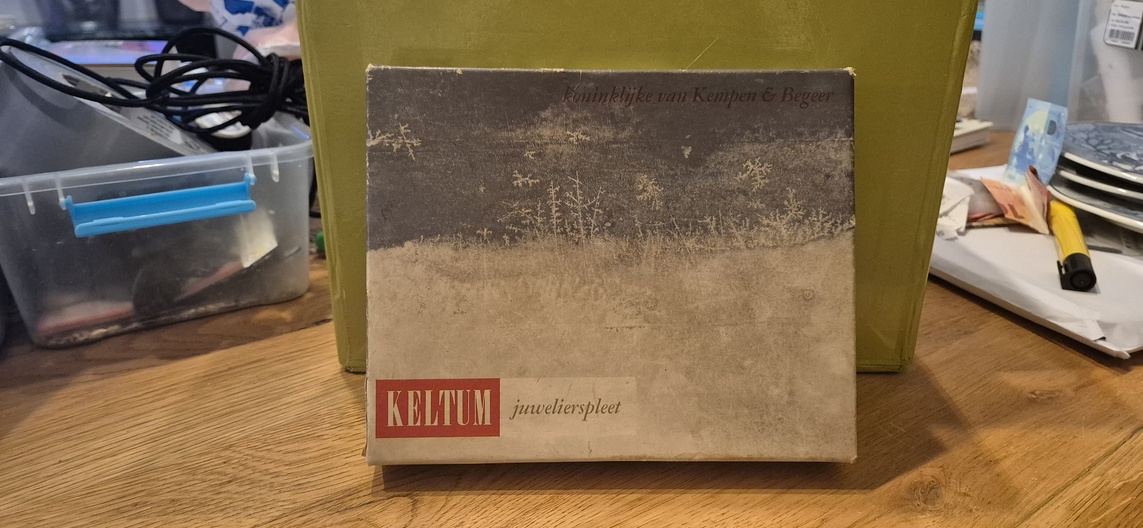 koninklijke van Kempen & Begeer
KELTUM juwelierspleet